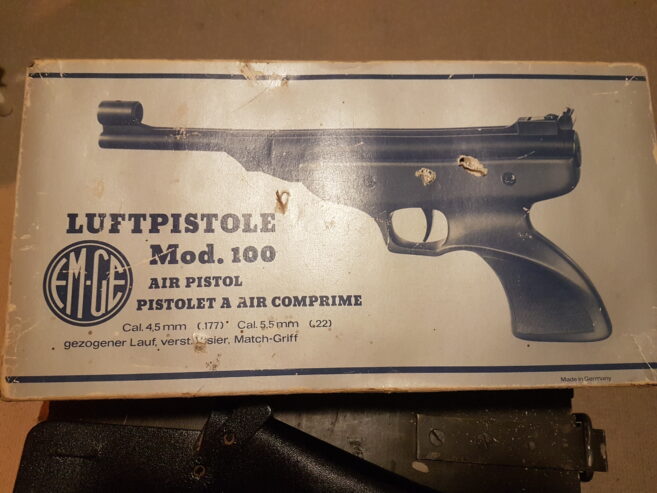 LUFTPISTOLE
Mod. 100
EM-GE
AIR PISTOL
PISTOLET A AIR COMPRIME
Cal. 4,5 mm (.177) Cal. 5,5 mm (.22)
gezogener Lauf, Match-Griff
Made in Germany